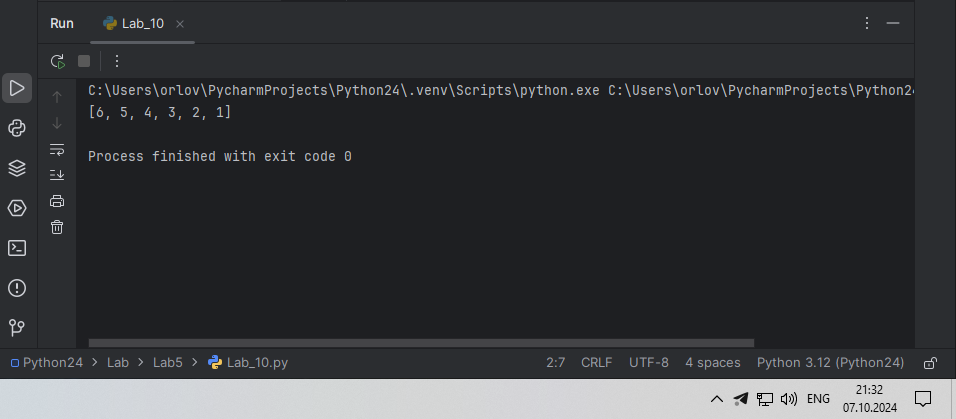 Run Lab_10
C:\Users\orlov\PycharmProjects\Python24\.venv\Scripts\python.exe C:\Users\orlov\PycharmProjects\Python24
[6, 5, 4, 3, 2, 1]
Process finished with exit code 0
Python24 > Lab > Lab5 > Lab_10.py 2:7 CRLF UTF-8 4 spaces Python 3.12 (Python24)
ENG 21:32
07.10.2024